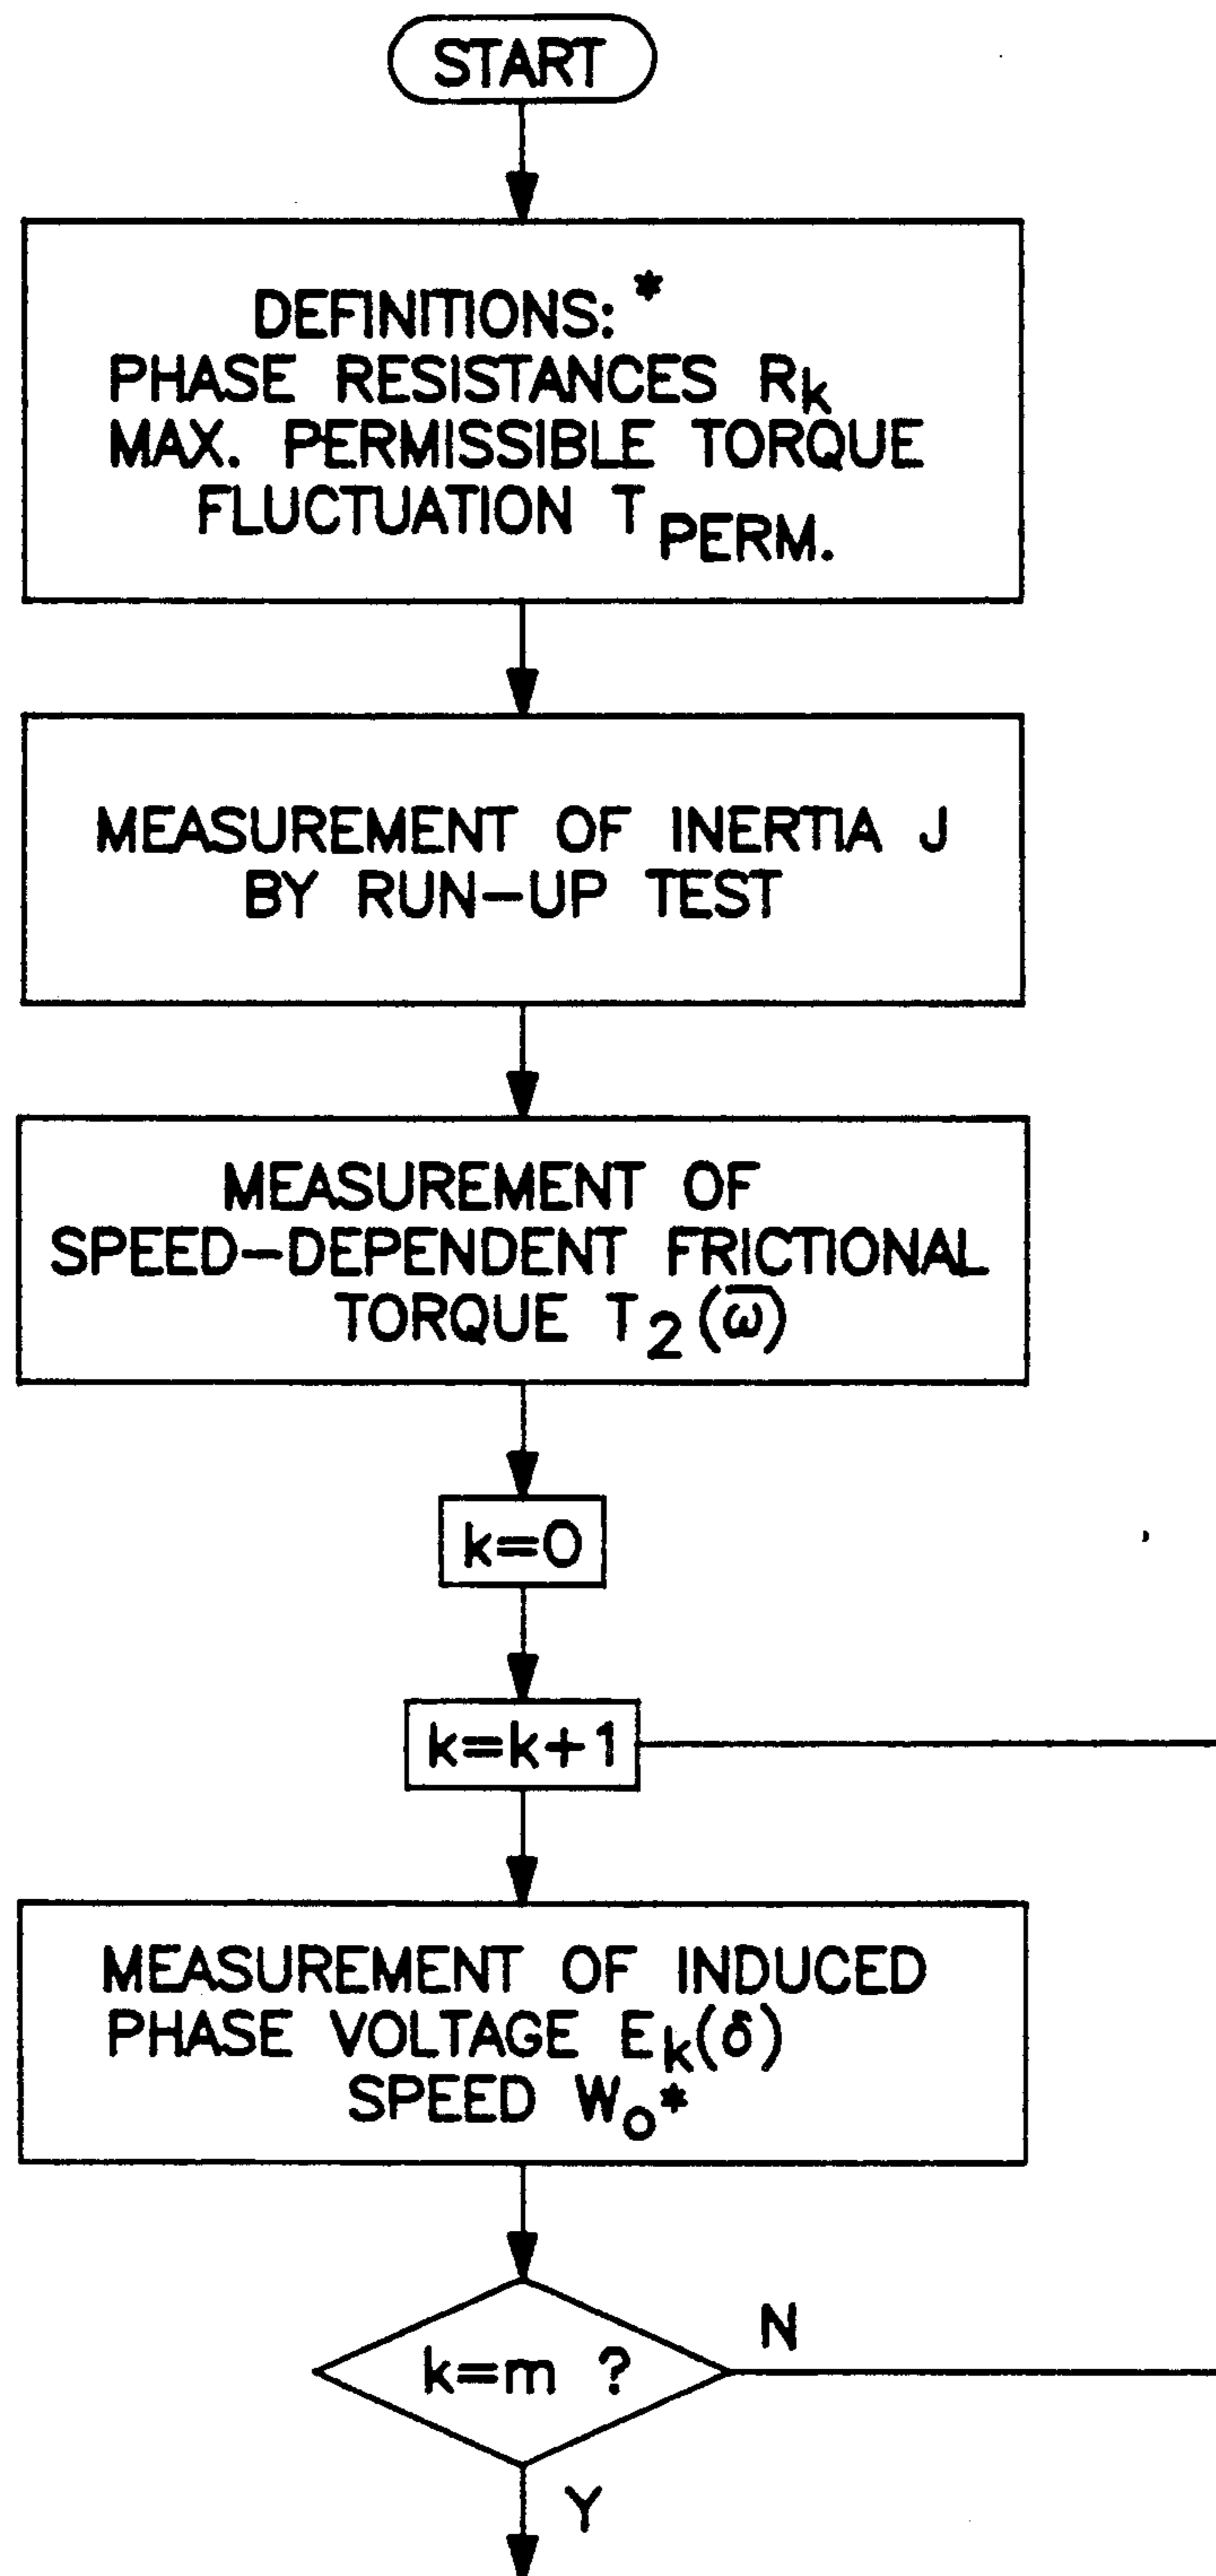 START
DEFINITIONS: *
PHASE RESISTANCES Rk
MAX. PERMISSIBLE TORQUE
FLUCTUATION T PERM.
MEASUREMENT OF INERTIA J
BY RUN-UP TEST
MEASUREMENT OF
SPEED-DEPENDENT FRICTIONAL
TORQUE T2(ω̅)
k=0
k=k+1
MEASUREMENT OF INDUCED
PHASE VOLTAGE Ek(δ)
SPEED Wo*
k=m ?
N
Y